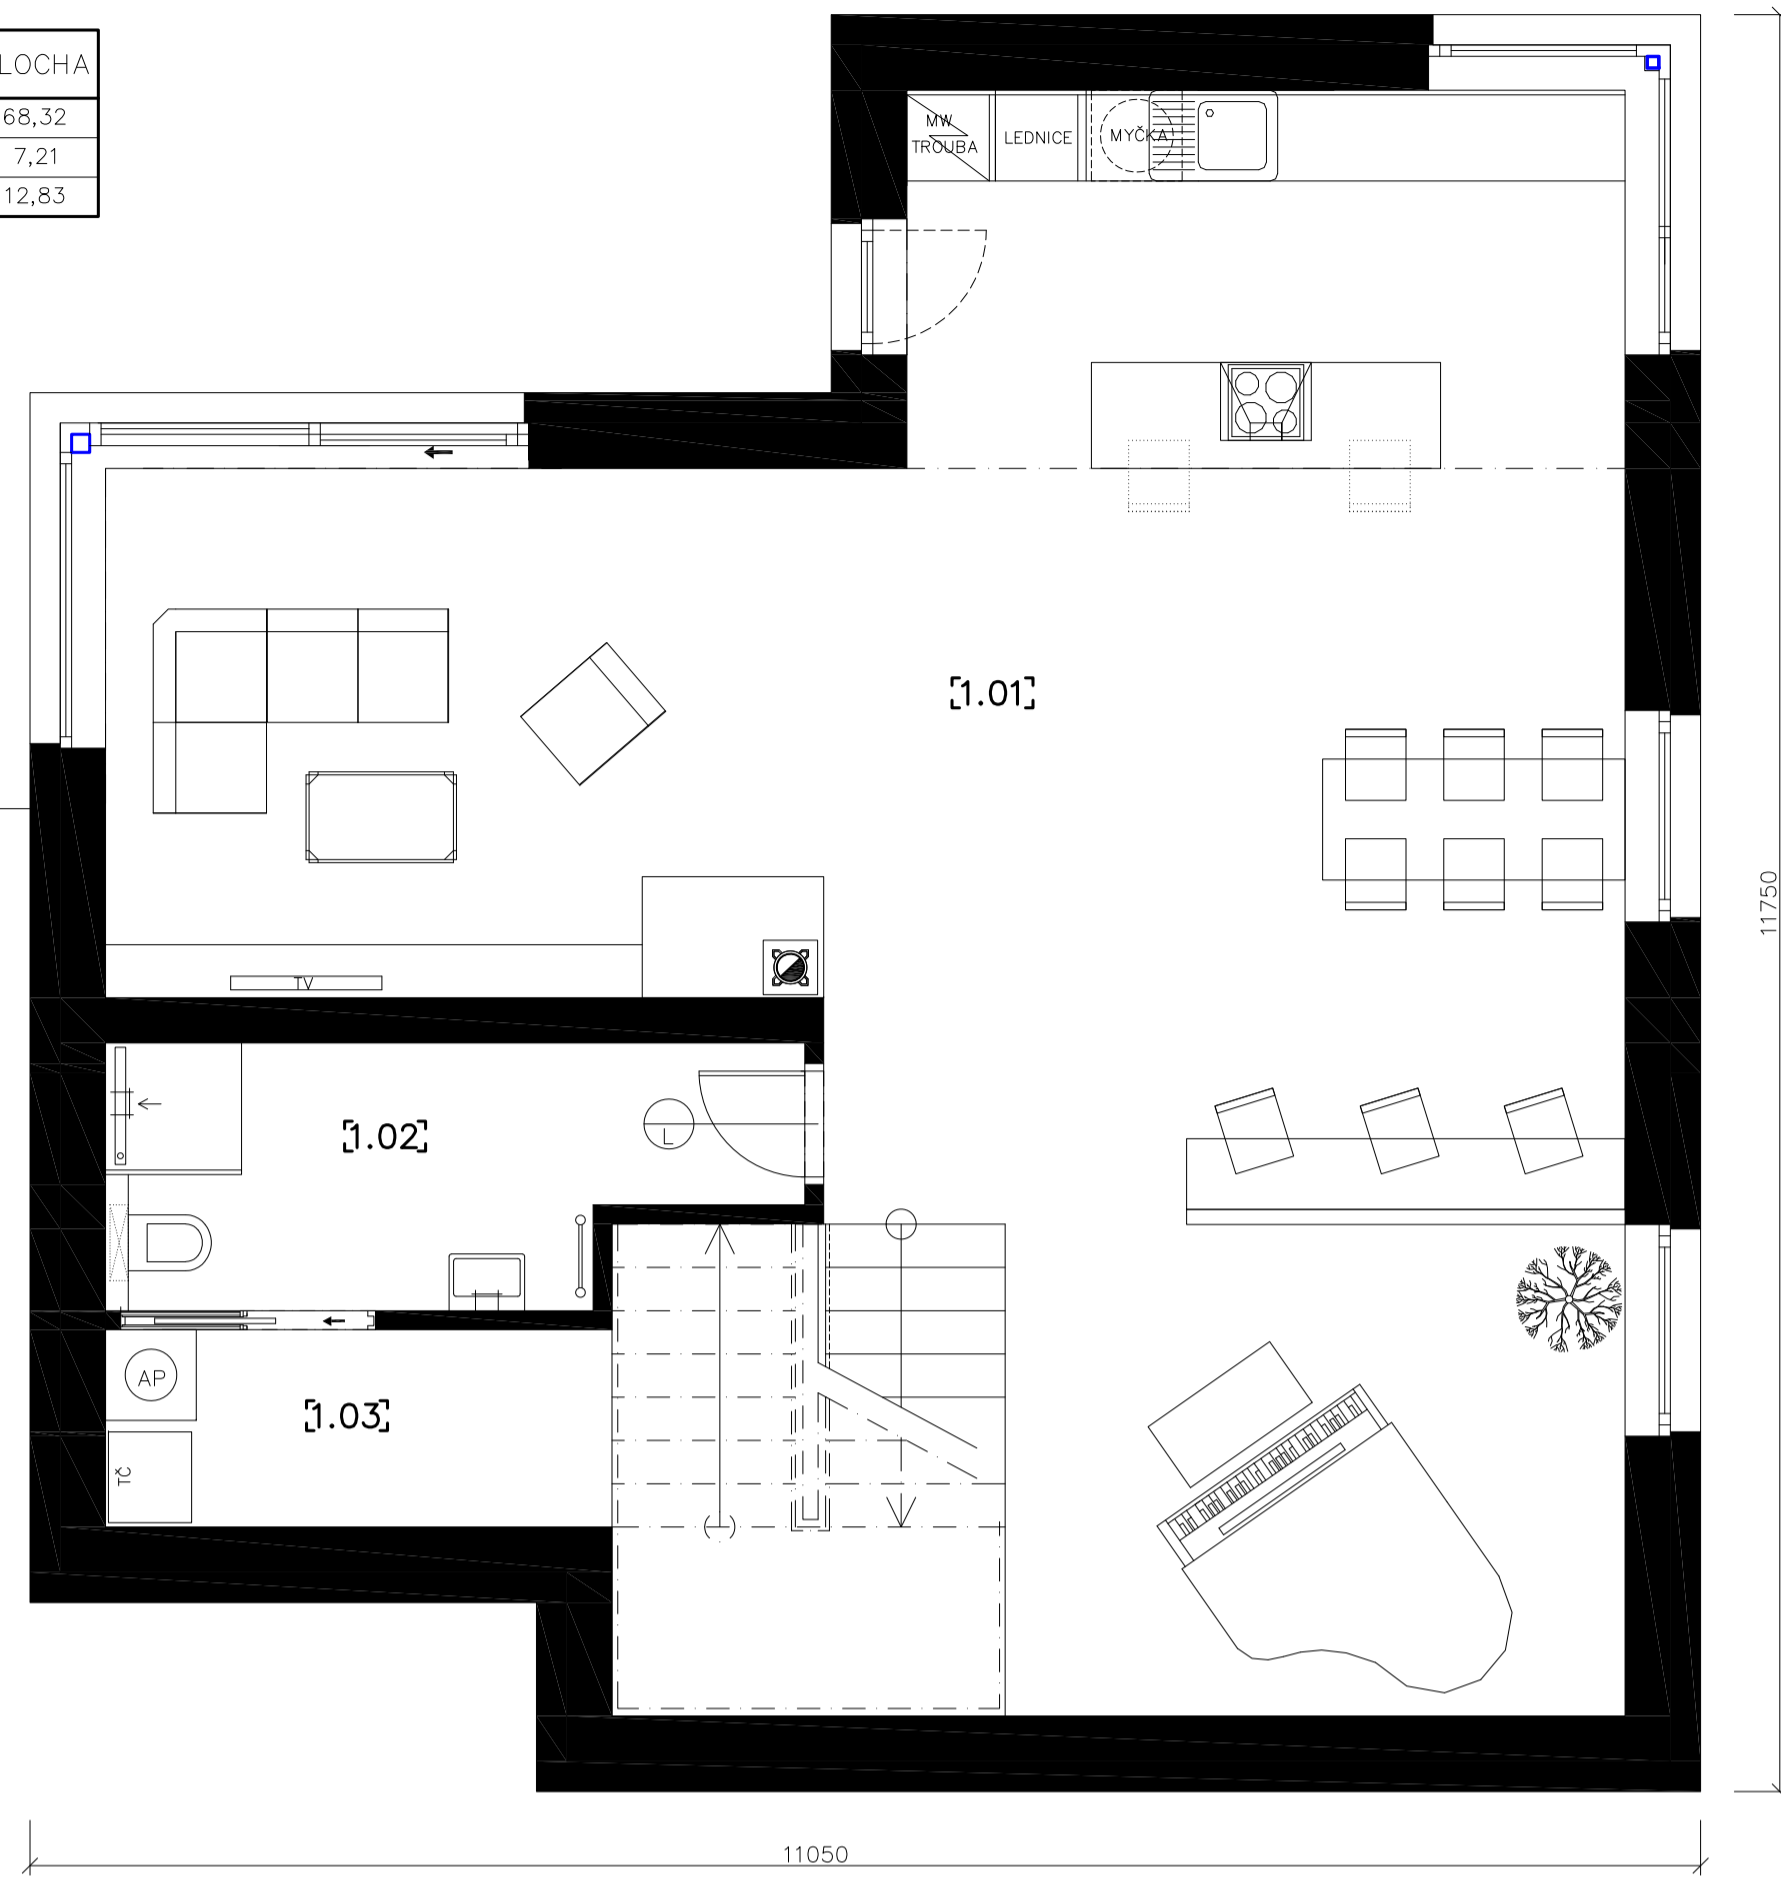 LOCHA
68,32
7,21
12,83
MW
TROUBA
LEDNICE
MYČKA
[1.01]
11750
TV
[1.02]
L
AP
[1.03]
TČ
11050